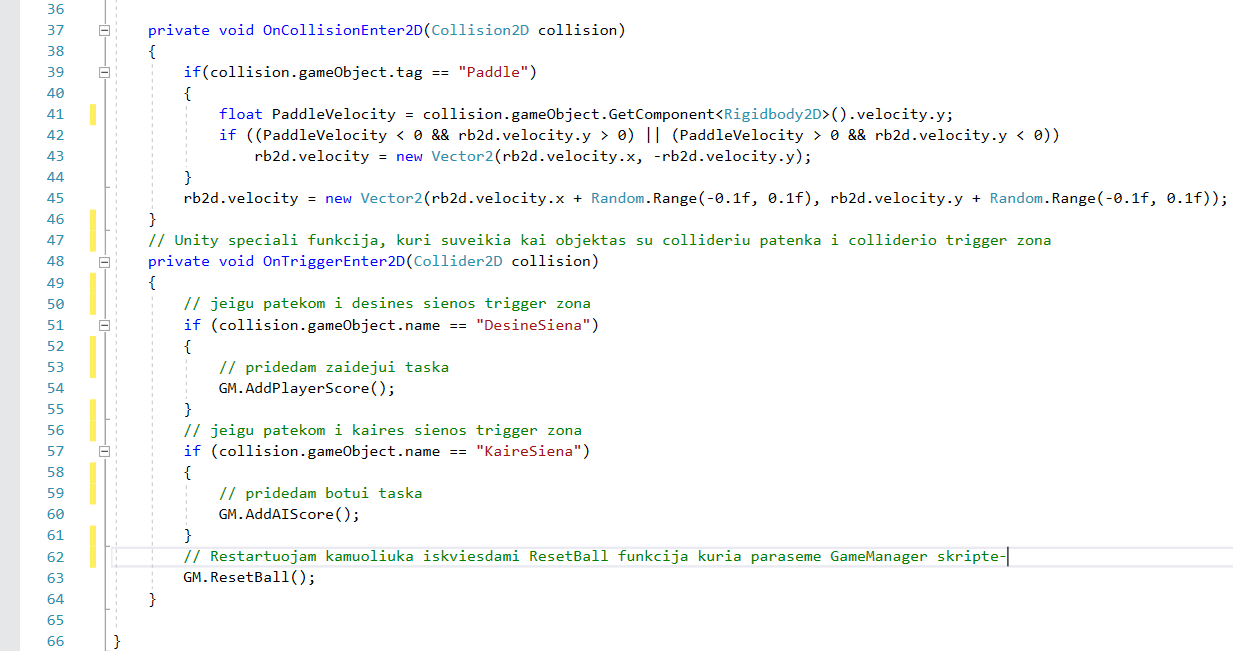 36
37 private void OnCollisionEnter2D(Collision2D collision)
38 {
39 if(collision.gameObject.tag == "Paddle")
40 {
41 float PaddleVelocity = collision.gameObject.GetComponent<Rigidbody2D>().velocity.y;
42 if ((PaddleVelocity < 0 && rb2d.velocity.y > 0) || (PaddleVelocity > 0 && rb2d.velocity.y < 0))
43 rb2d.velocity = new Vector2(rb2d.velocity.x, -rb2d.velocity.y);
44 }
45 rb2d.velocity = new Vector2(rb2d.velocity.x + Random.Range(-0.1f, 0.1f), rb2d.velocity.y + Random.Range(-0.1f, 0.1f));
46 }
47 // Unity speciali funkcija, kuri suveikia kai objektas su collideriu patenka i colliderio trigger zona
48 private void OnTriggerEnter2D(Collider2D collision)
49 {
50 // jeigu patekom i desines sienos trigger zona
51 if (collision.gameObject.name == "DesineSiena")
52 {
53 // pridedam zaidejui taska
54 GM.AddPlayerScore();
55 }
56 // jeigu patekom i kaires sienos trigger zona
57 if (collision.gameObject.name == "KaireSiena")
58 {
59 // pridedam botui taska
60 GM.AddAIScore();
61 }
62 // Restartuojam kamuoliuka iskviesdami ResetBall funkcija kuria paraseme GameManager skripte-
63 GM.ResetBall();
64 }
65
66 }